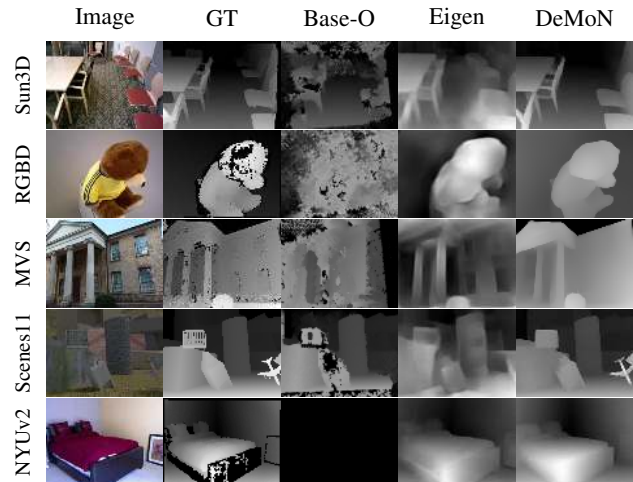 Image GT Base-O Eigen DeMoN
Sun3D
RGBD
MVS
Scenes11
NYUv2